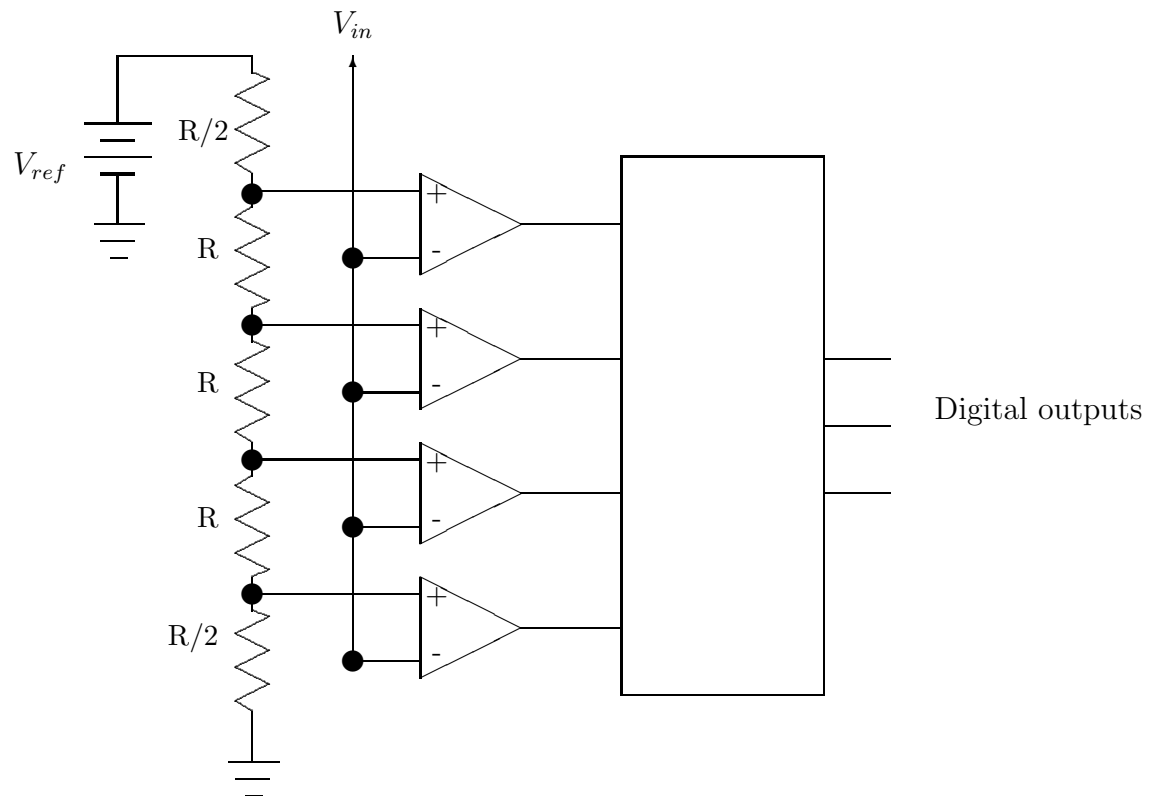 V_in
R/2
V_ref
+
R
-
+
R
-
Digital outputs
+
R
-
+
R/2
-